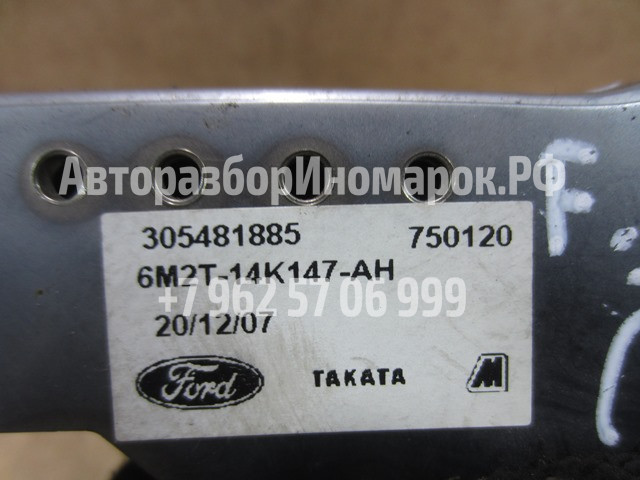 АвторазборИномарок.РФ
305481885 750120
6M2T-14K147-AH
+7 962 57 06 999
20/12/07
Ford TAKATA M
F